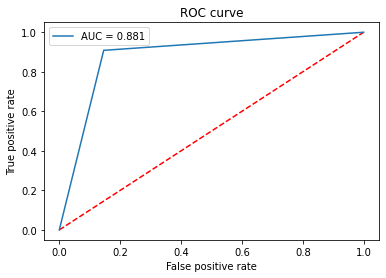 ROC curve
AUC = 0.881
1.0
0.8
0.6
0.4
0.2
0.0
True positive rate
0.0 0.2 0.4 0.6 0.8 1.0
False positive rate